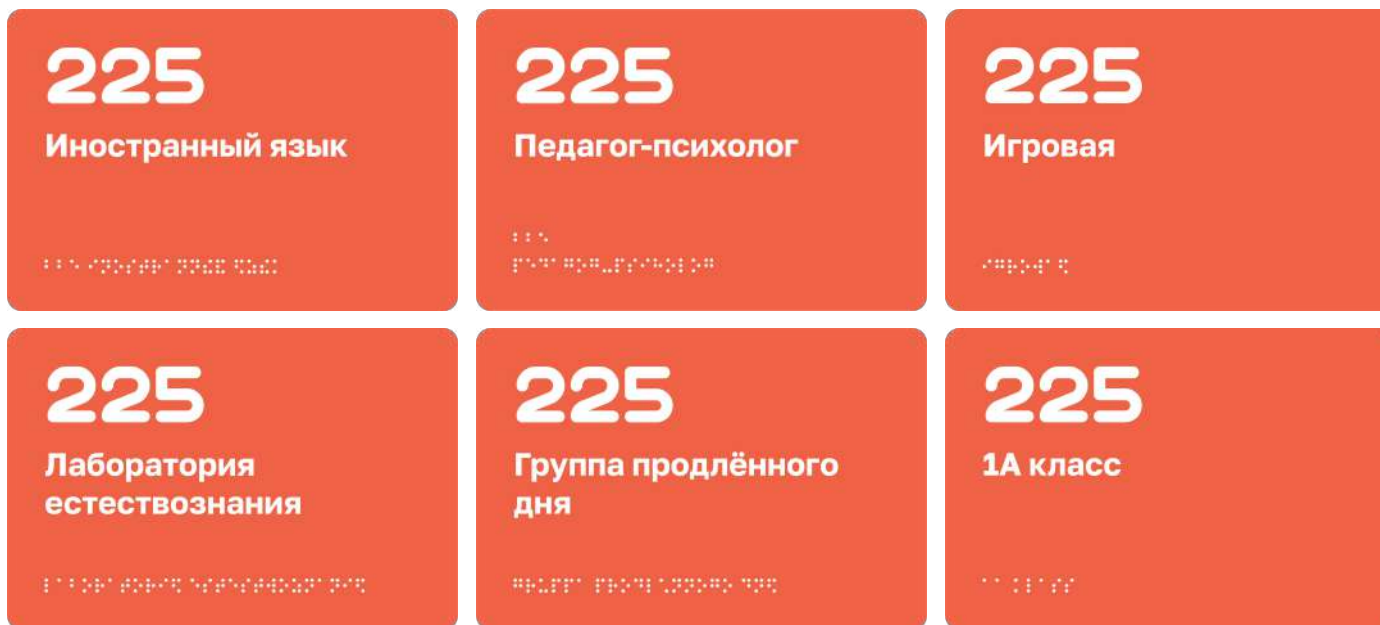 225
Иностранный язык
⠃⠃⠑ ⠊⠝⠕⠎⠞⠗⠁⠝⠝⠮⠯ ⠫⠵⠮⠅
225
Педагог-психолог
⠃⠃⠑
⠏⠑⠙⠁⠛⠕⠛⠤⠏⠎⠊⠓⠕⠇⠕⠛
225
Игровая
⠊⠛⠗⠕⠺⠁⠫
225
Лаборатория
естествознания
⠇⠁⠃⠕⠗⠁⠞⠕⠗⠊⠫ ⠑⠎⠞⠑⠎⠞⠺⠕⠵⠝⠁⠝⠊⠫
225
Группа продлённого
дня
⠛⠗⠥⠏⠏⠁ ⠏⠗⠕⠙⠇⠡⠝⠝⠕⠛⠕ ⠙⠝⠫
225
1А класс
⠁⠁ ⠅⠇⠁⠎⠎